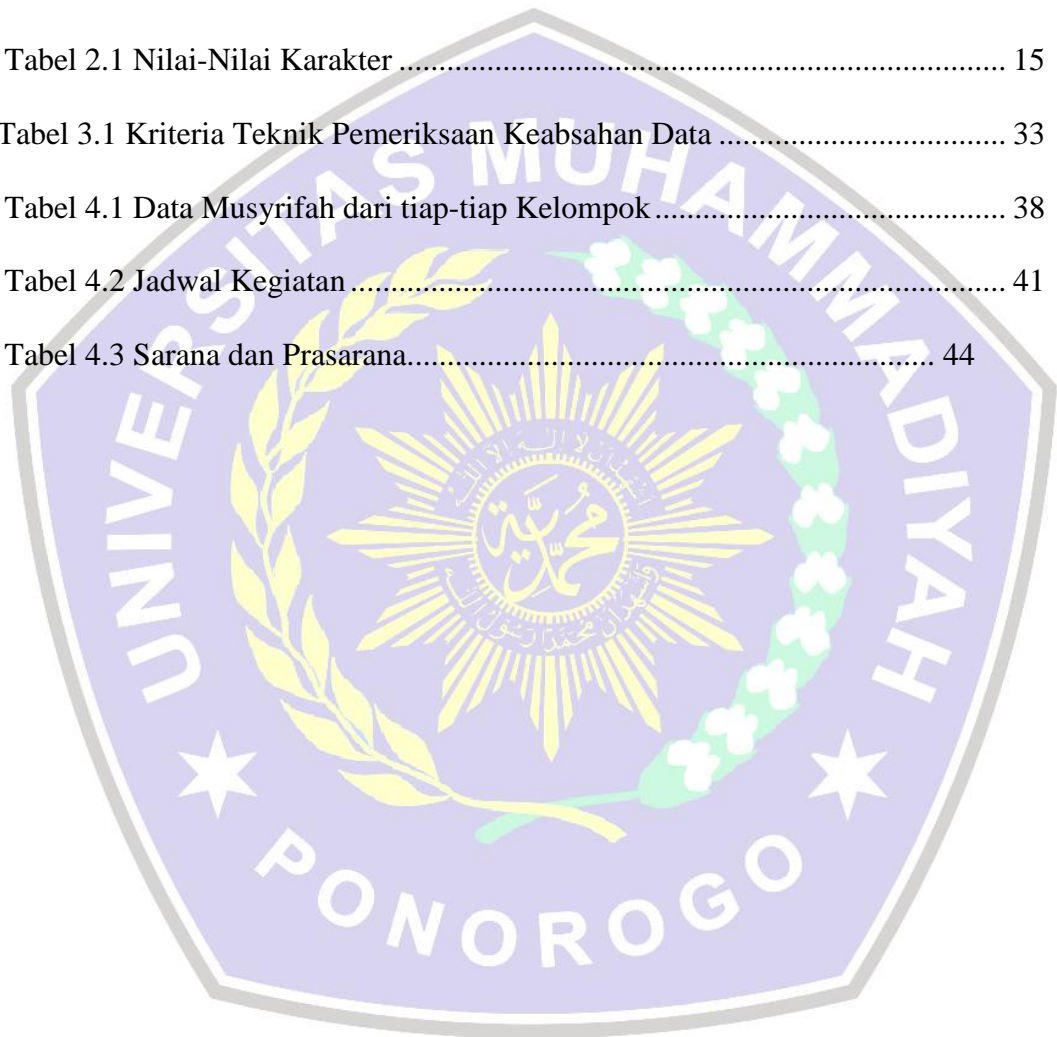 Tabel 2.1 Nilai-Nilai Karakter ............................................................................. 15
Tabel 3.1 Kriteria Teknik Pemeriksaan Keabsahan Data .................................... 33
Tabel 4.1 Data Musyrifah dari tiap-tiap Kelompok ............................................ 38
Tabel 4.2 Jadwal Kegiatan ................................................................................... 41
Tabel 4.3 Sarana dan Prasarana.................................................................. 44
UNIVERSITAS MUHAMMADIYAH
محمدية
PONOROGO